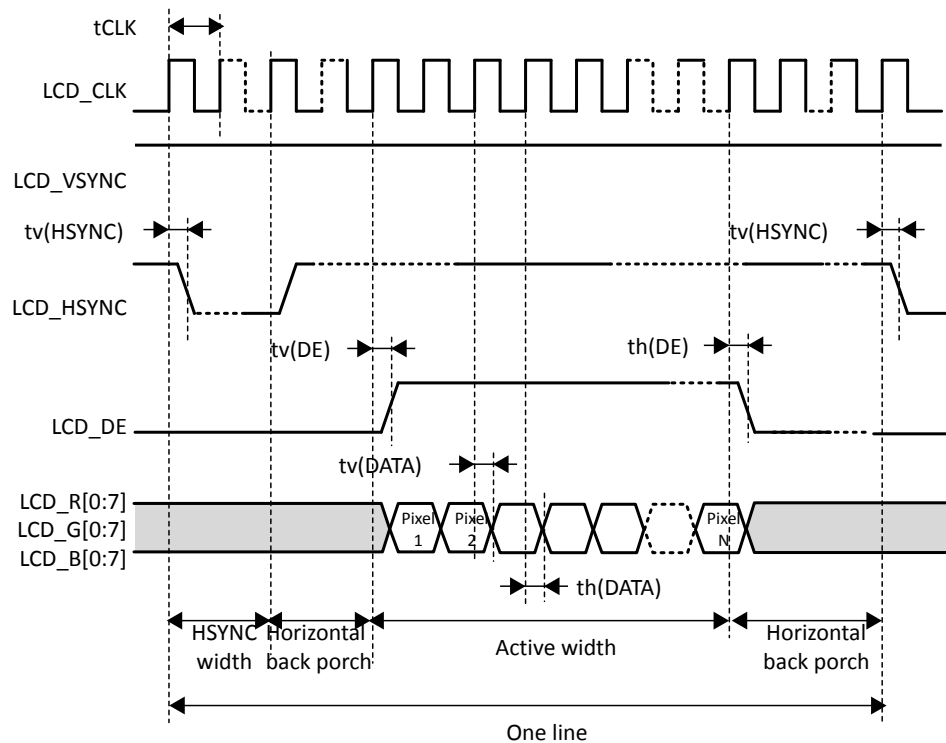 tCLK
LCD_CLK
LCD_VSYNC
tv(HSYNC)
tv(HSYNC)
LCD_HSYNC
tv(DE)
th(DE)
LCD_DE
tv(DATA)
LCD_R[0:7]
LCD_G[0:7]
LCD_B[0:7]
Pixel
1
Pixel
2
Pixel
N
th(DATA)
HSYNC
width
Horizontal
back porch
Active width
Horizontal
back porch
One line